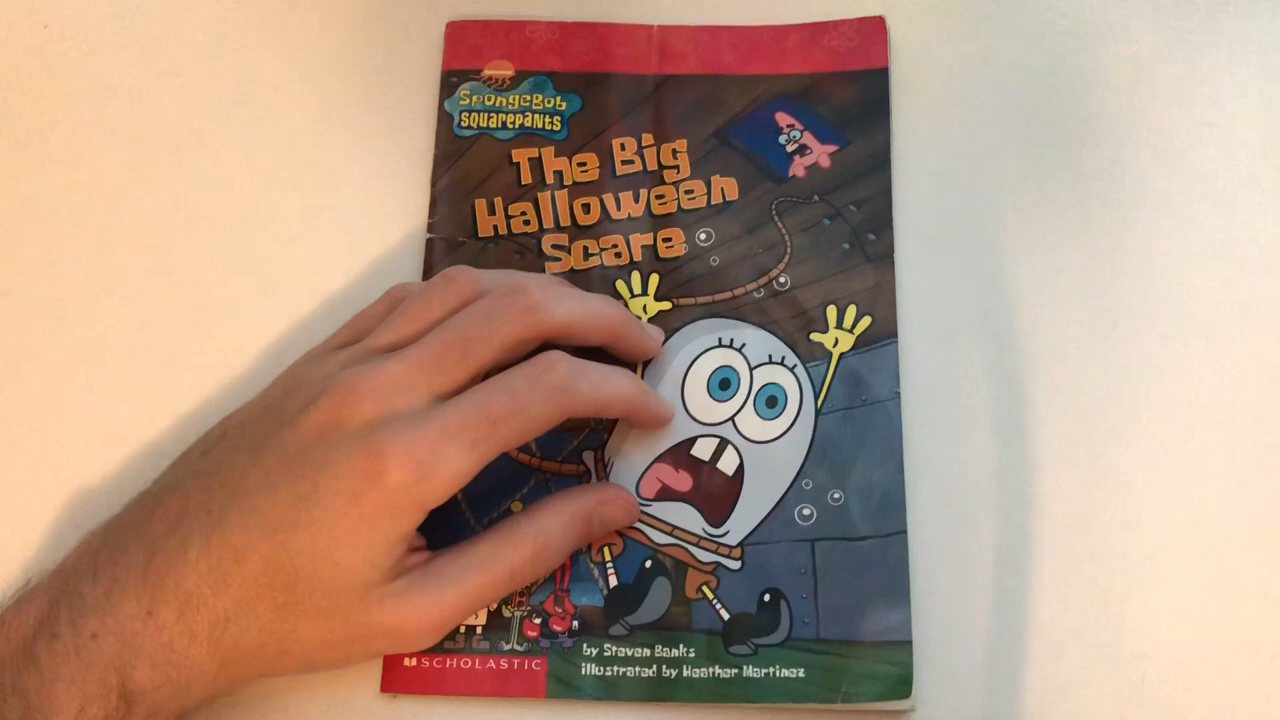 SpongeBob
SQUAREPANTS
The Big
Halloween
Scare
by Steven Banks
illustrated by Heather Martinez
SCHOLASTIC